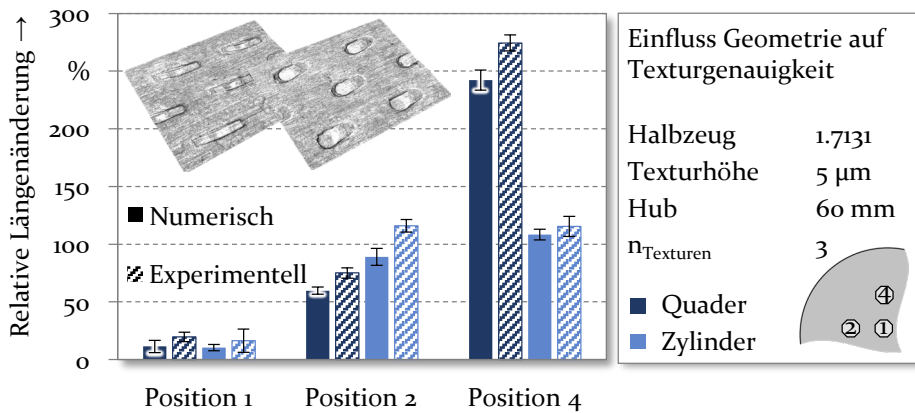 Relative Längenänderung →
300
%
200
150
100
50
0
Numerisch
Experimentell
Position 1
Position 2
Position 4
Einfluss Geometrie auf
Texturgenauigkeit
Halbzeug 1.7131
Texturhöhe 5 µm
Hub 60 mm
nTexturen 3
Quader
Zylinder
4
2 1